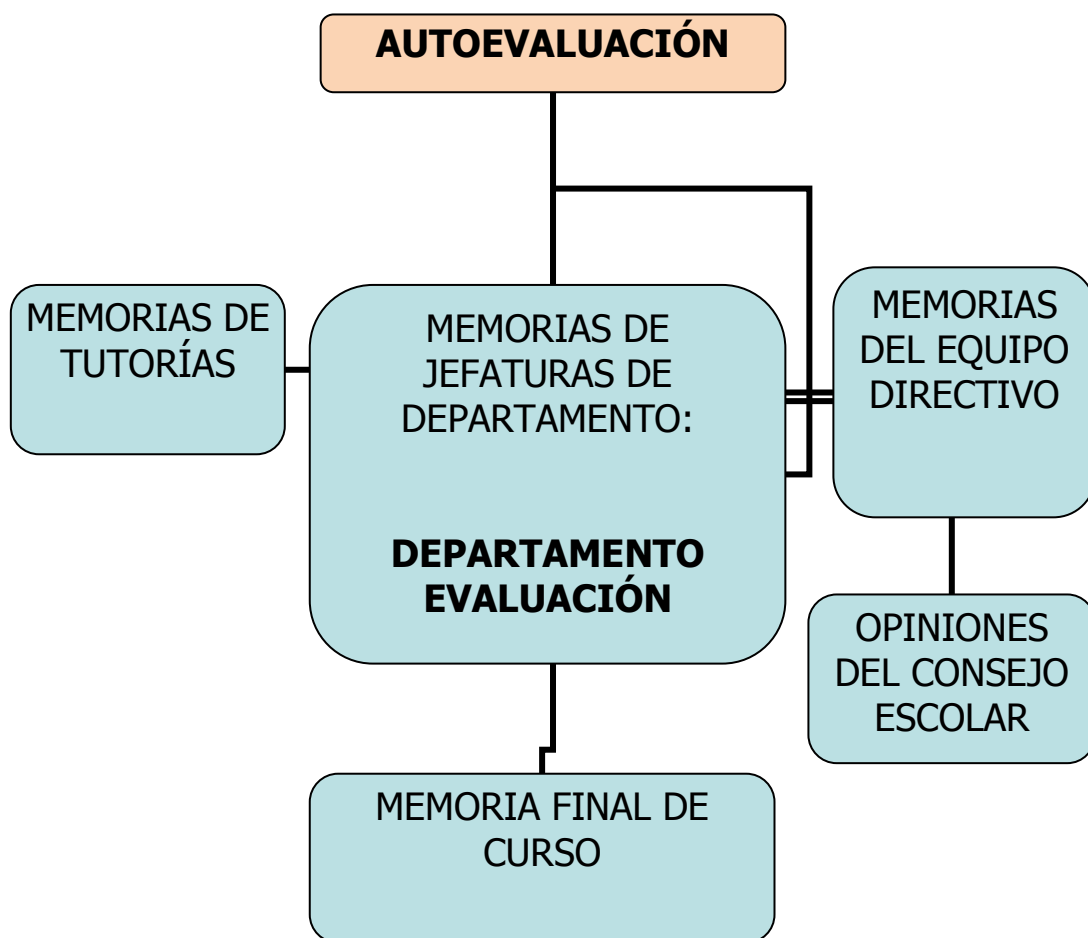 AUTOEVALUACIÓN
MEMORIAS DE
TUTORÍAS
MEMORIAS DE
JEFATURAS DE
DEPARTAMENTO:
DEPARTAMENTO
EVALUACIÓN
MEMORIAS
DEL EQUIPO
DIRECTIVO
OPINIONES
DEL CONSEJO
ESCOLAR
MEMORIA FINAL DE
CURSO